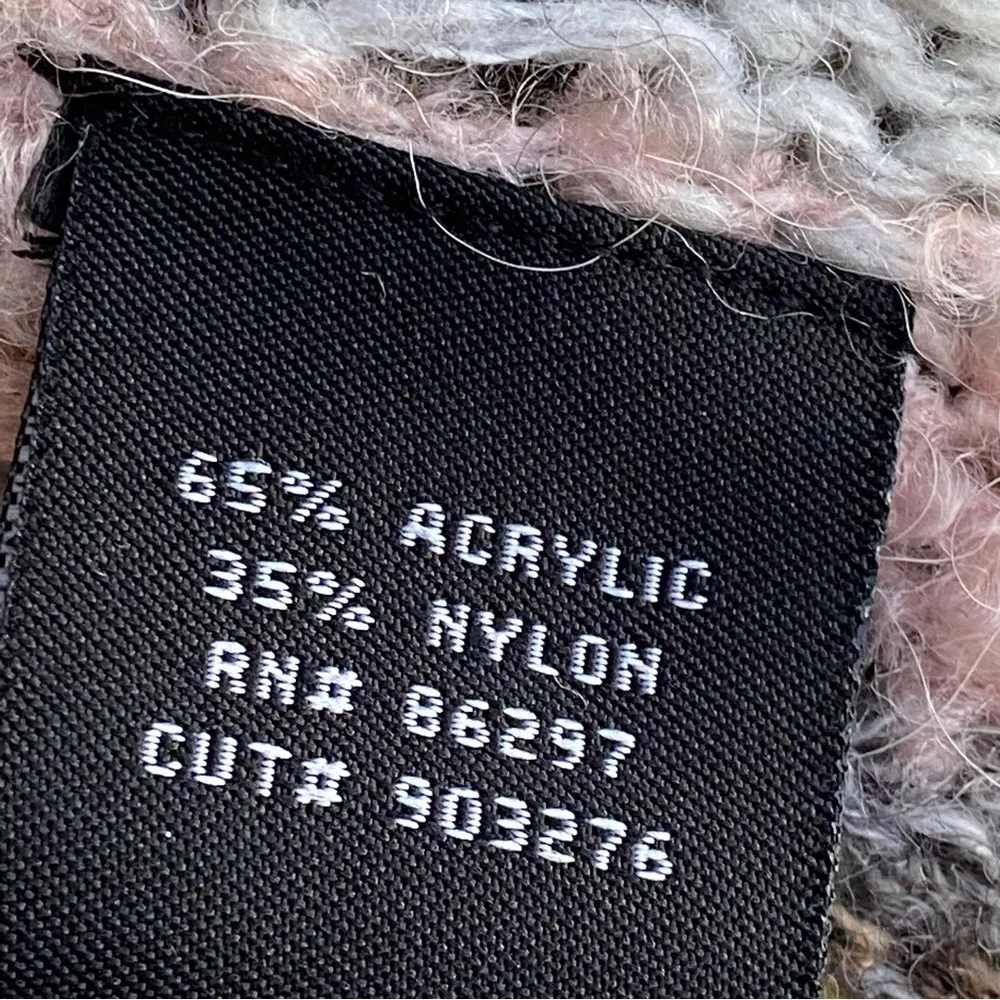 65% ACRYLIC
35% NYLON
RN# 86297
CUT# 903276